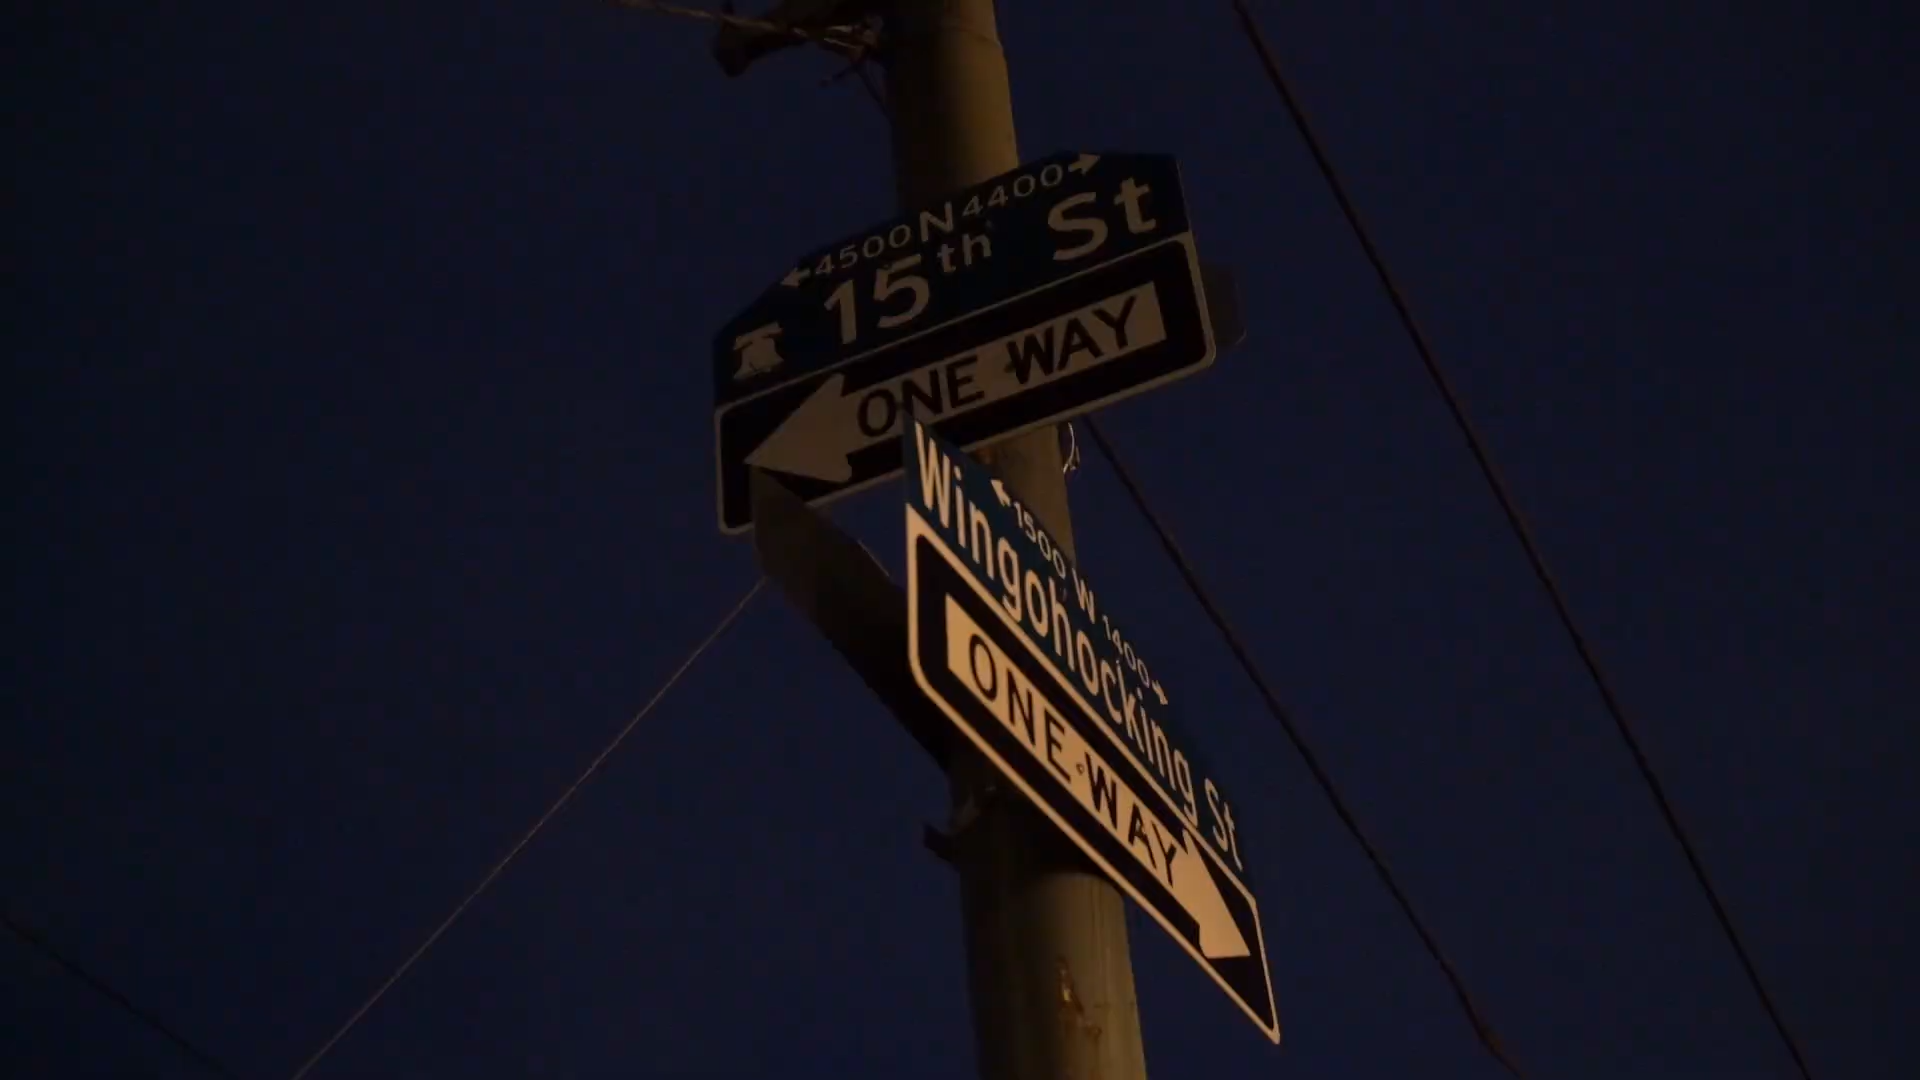 ←4500 N 4400→
15th St
ONE WAY
←1500 W 1400→
Wingohocking St
ONE WAY